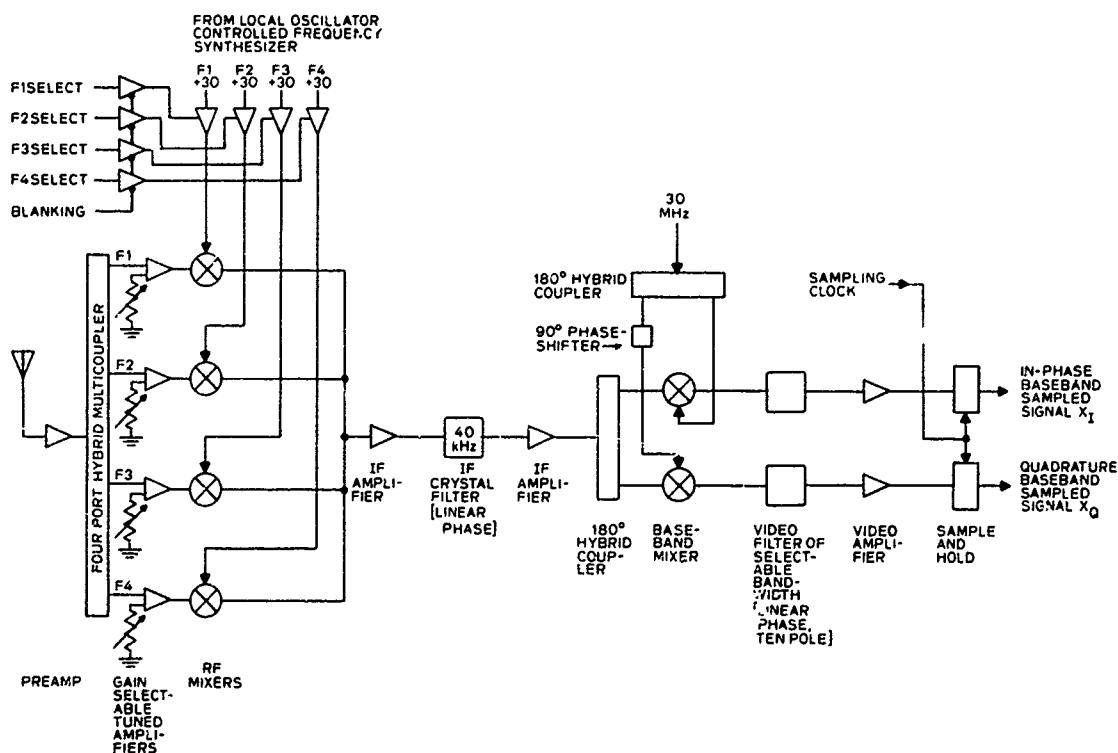 FROM LOCAL OSCILLATOR
CONTROLLED FREQUENCY
SYNTHESIZER
F1 F2 F3 F4
+30 +30 +30 +30
F1SELECT
F2SELECT
F3SELECT
F4SELECT
BLANKING
30
MHz
180° HYBRID
COUPLER
SAMPLING
CLOCK
90° PHASE-
SHIFTER
FOUR PORT HYBRID MULTICOUPLER
F1
F2
F3
F4
IF
AMPLI-
FIER
40
kHz
IF
CRYSTAL
FILTER
[LINEAR
PHASE]
IF
AMPLI-
FIER
180°
HYBRID
COUP-
LER
BASE-
BAND
MIXER
VIDEO
FILTER OF
SELECT-
ABLE
BAND-
WIDTH
[LINEAR
PHASE,
TEN POLE]
VIDEO
AMPLI-
FIER
SAMPLE
AND
HOLD
IN-PHASE
BASEBAND
SAMPLED
SIGNAL X_I
QUADRATURE
BASEBAND
SAMPLED
SIGNAL X_Q
PREAMP
GAIN
SELECT-
ABLE
TUNED
AMPLI-
FIERS
RF
MIXERS